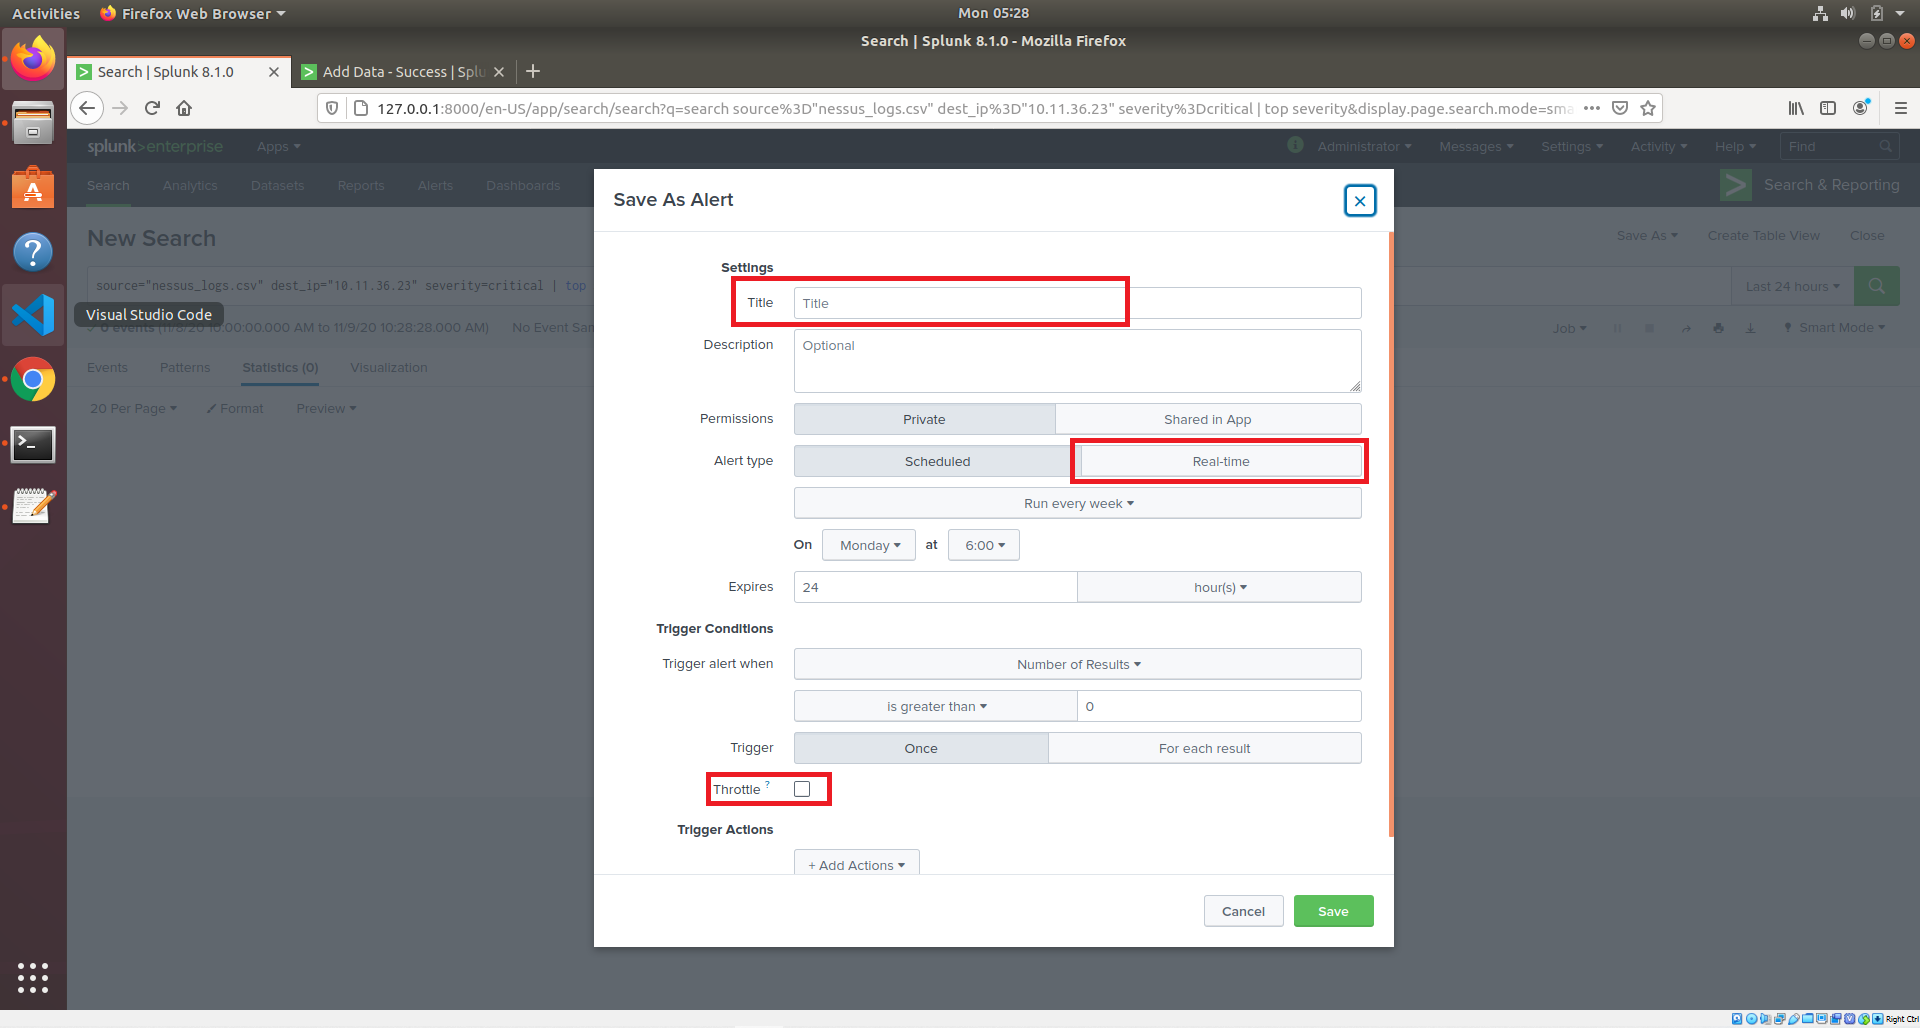 Activities Firefox Web Browser Mon 05:28
Search | Splunk 8.1.0 - Mozilla Firefox
Search | Splunk 8.1.0 Add Data - Success | Splu
127.0.0.1:8000/en-US/app/search/search?q=search source%3D"nessus_logs.csv" dest_ip%3D"10.11.36.23" severity%3Dcritical | top severity&display.page.search.mode=sma
splunk>enterprise Apps Administrator Messages Settings Activity Help Find
Search Analytics Datasets Reports Alerts Dashboards Search & Reporting
Save As Alert
New Search Save As Create Table View Close
Settings
source="nessus_logs.csv" dest_ip="10.11.36.23" severity=critical | top Last 24 hours
Title Title
Visual Studio Code
0 events (11/8/20 10:00:00.000 AM to 11/9/20 10:28:28.000 AM) No Event Sam Job Smart Mode
Description Optional
Events Patterns Statistics (0) Visualization
20 Per Page Format Preview
Permissions Private Shared in App
Alert type Scheduled Real-time
Run every week
On Monday at 6:00
Expires 24 hour(s)
Trigger Conditions
Trigger alert when Number of Results
is greater than 0
Trigger Once For each result
Throttle ?
Trigger Actions
+ Add Actions
Cancel Save
Right Ctrl